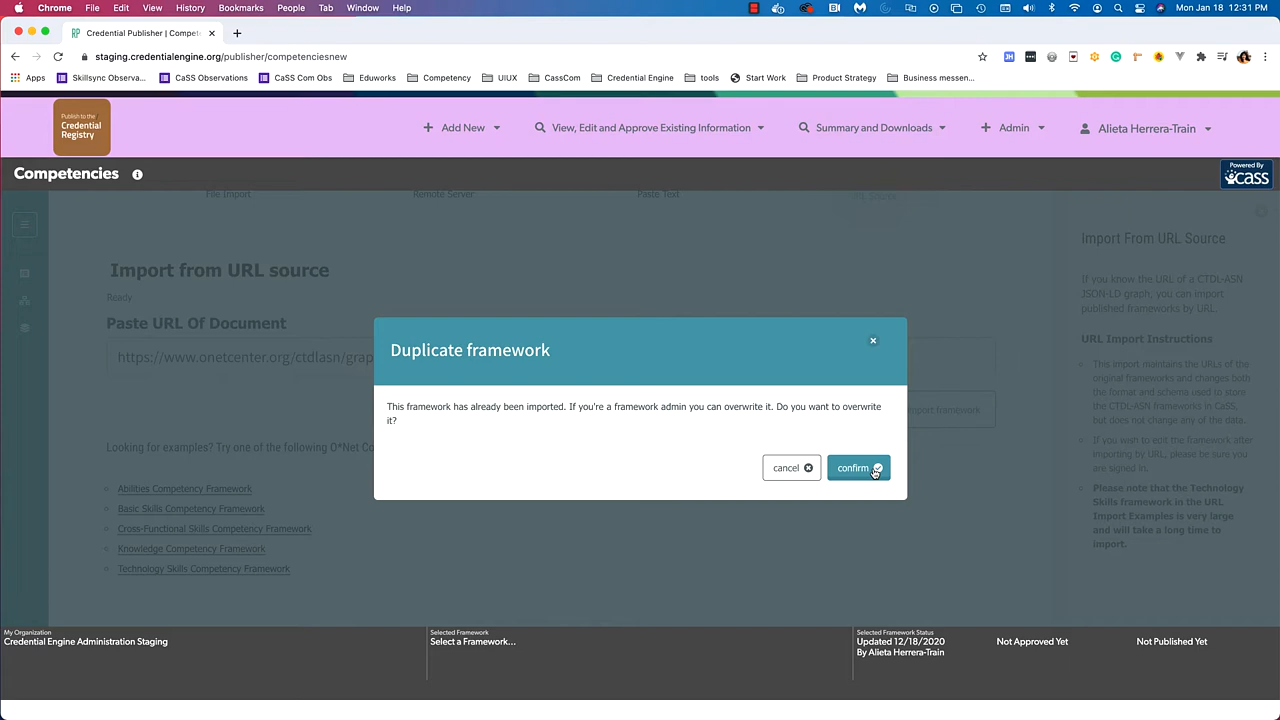 Chrome File Edit View History Bookmarks People Tab Window Help Mon Jan 18 12:31 PM
RP Credential Publisher | Compet
staging.credentialengine.org/publisher/competenciesnew
Apps Skillsync Observa... CaSS Observations CaSS Com Obs Eduworks Competency UIUX CassCom Credential Engine tools Start Work Product Strategy Business messen...
Publish to the
Credential
Registry
Add New View, Edit and Approve Existing Information Summary and Downloads Admin Alieta Herrera-Train
Competencies
Powered By
cass
File Import Remote Server Paste Text URL Source
Import from URL source
Ready
Paste URL Of Document
https://www.onetcenter.org/ctdlasn/grap
import framework
Looking for examples? Try one of the following O*Net Co
Abilities Competency Framework
Basic Skills Competency Framework
Cross-Functional Skills Competency Framework
Knowledge Competency Framework
Technology Skills Competency Framework
Duplicate framework
This framework has already been imported. If you're a framework admin you can overwrite it. Do you want to overwrite
it?
cancel confirm
Import From URL Source
If you know the URL of a CTDL-ASN
JSON-LD graph, you can import
published frameworks by URL.
URL Import Instructions
This import maintains the URLs of the
original frameworks and changes both
the format and schema used to store
the CTDL-ASN frameworks in CaSS,
but does not change any of the data.
If you wish to edit the framework after
importing by URL, please be sure you
are signed in.
Please note that the Technology
Skills framework in the URL
Import Examples is very large
and will take a long time to
import.
My Organization
Credential Engine Administration Staging
Selected Framework
Select a Framework...
Selected Framework Status
Updated 12/18/2020
By Alieta Herrera-Train
Not Approved Yet
Not Published Yet